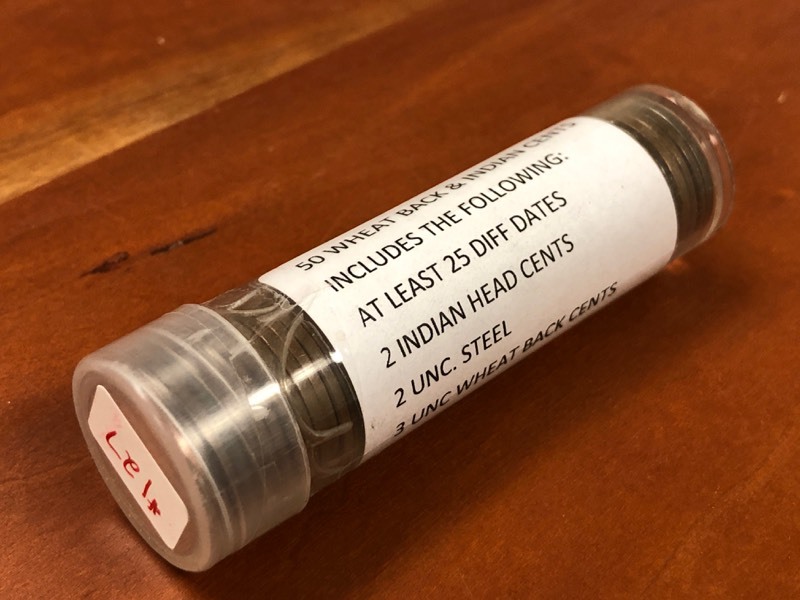 50 WHEAT BACK & INDIAN CENTS
INCLUDES THE FOLLOWING:
AT LEAST 25 DIFF DATES
2 INDIAN HEAD CENTS
2 UNC. STEEL
3 UNC WHEAT BACK CENTS
#127